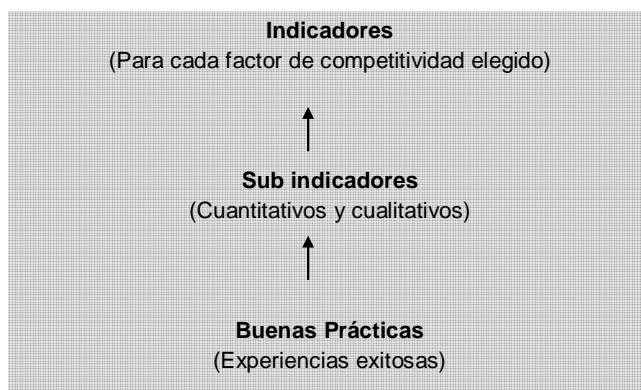 Indicadores
(Para cada factor de competitividad elegido)
Sub indicadores
(Cuantitativos y cualitativos)
Buenas Prácticas
(Experiencias exitosas)